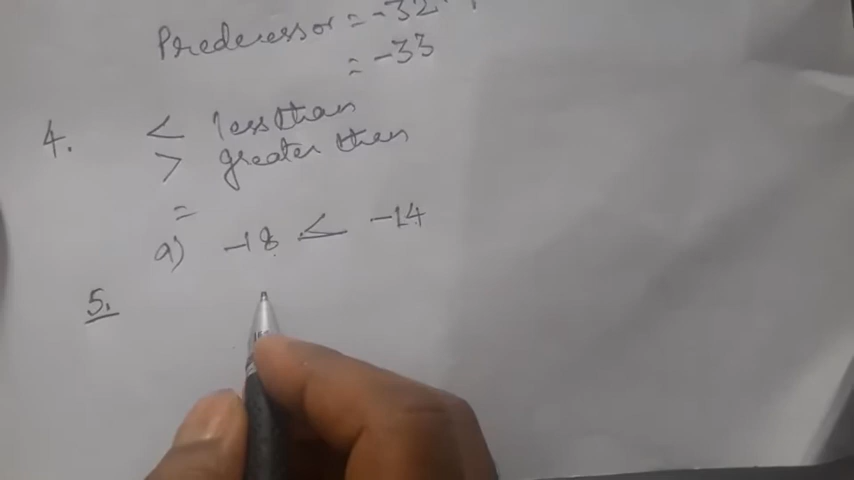 Predecessor = -32
= -33
4. < less than
> greater than
=
a) -18 < -14
5.